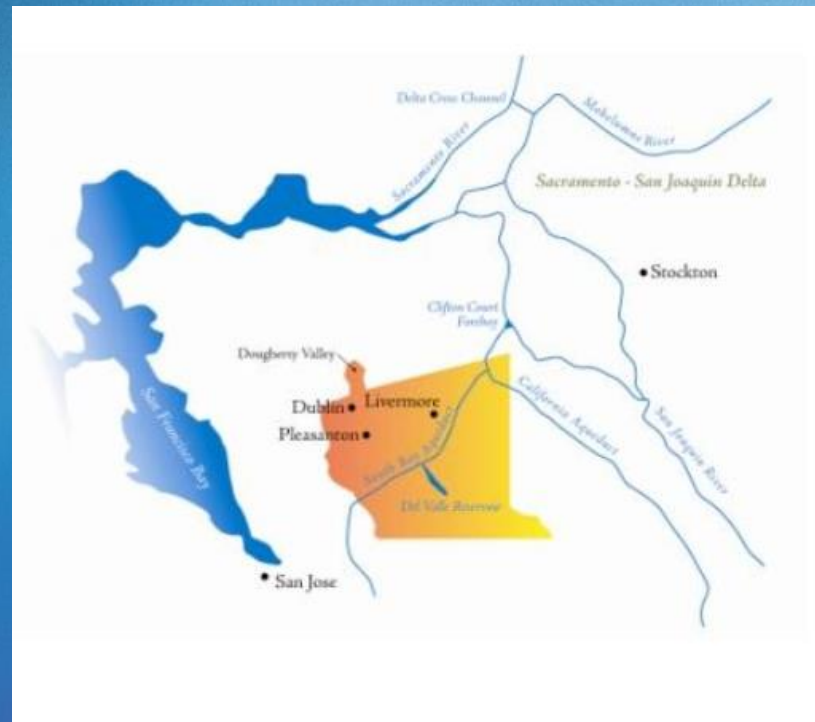 Delta Cross Channel
Mokelumne River
Sacramento River
Sacramento - San Joaquin Delta
Stockton
Clifton Court
Forebay
Dougherty Valley
Dublin
Livermore
Pleasanton
California Aqueduct
San Joaquin River
San Francisco Bay
South Bay Aqueduct
Del Valle Reservoir
San Jose